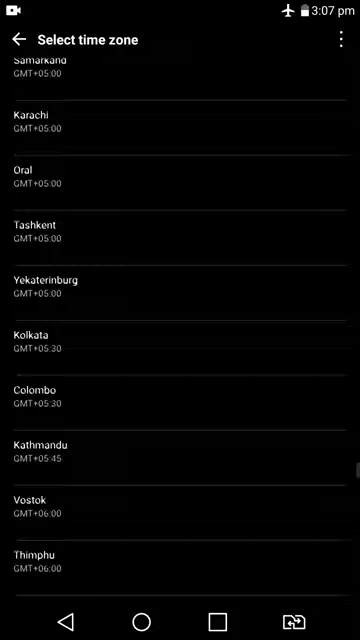 3:07 pm
Select time zone
Samarkand
GMT+05:00
Karachi
GMT+05:00
Oral
GMT+05:00
Tashkent
GMT+05:00
Yekaterinburg
GMT+05:00
Kolkata
GMT+05:30
Colombo
GMT+05:30
Kathmandu
GMT+05:45
Vostok
GMT+06:00
Thimphu
GMT+06:00